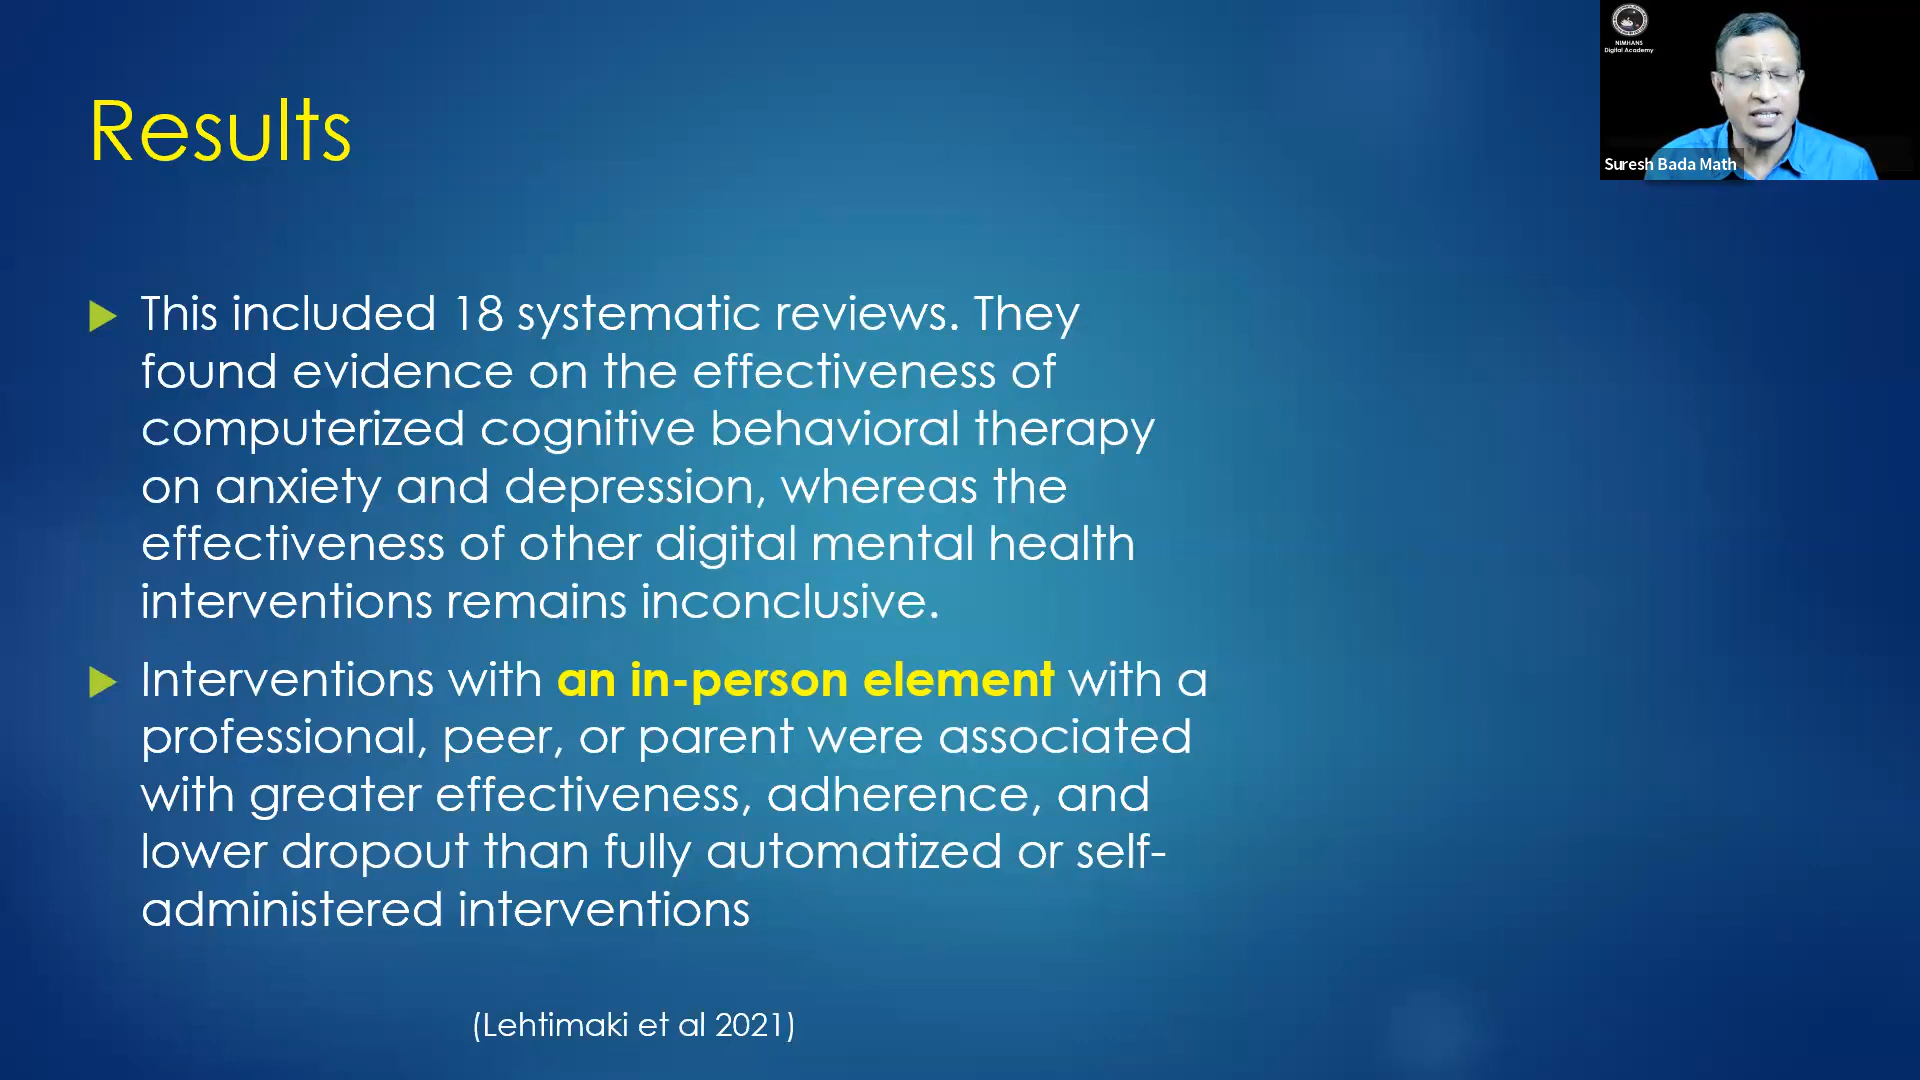 Results
This included 18 systematic reviews. They
found evidence on the effectiveness of
computerized cognitive behavioral therapy
on anxiety and depression, whereas the
effectiveness of other digital mental health
interventions remains inconclusive.
Interventions with an in-person element with a
professional, peer, or parent were associated
with greater effectiveness, adherence, and
lower dropout than fully automatized or self-
administered interventions
(Lehtimaki et al 2021)
NIMHANS
Digital Academy
Suresh Bada Math